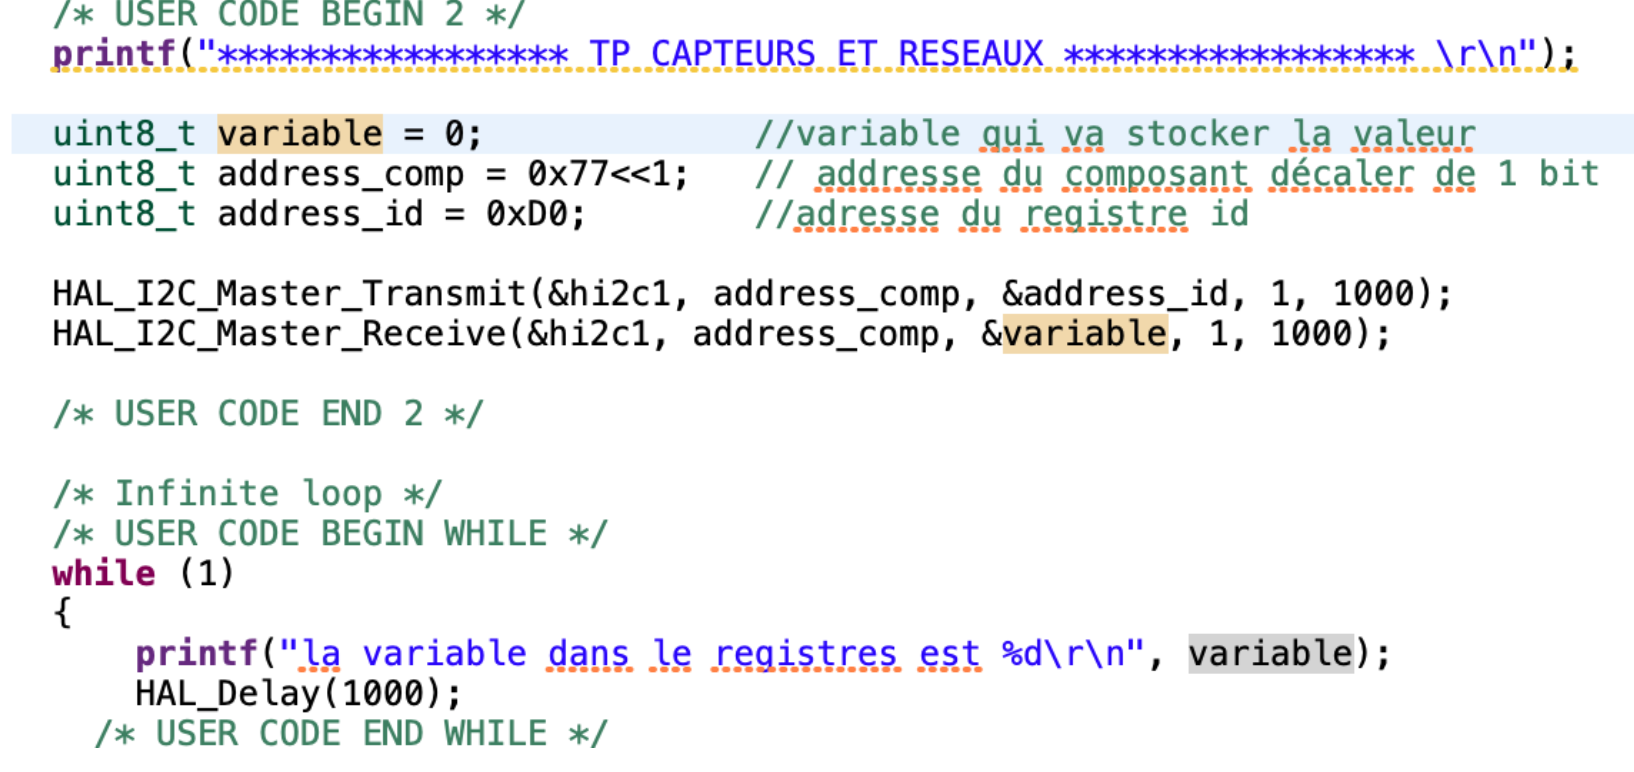 /* USER CODE BEGIN 2 */
printf("***************** TP CAPTEURS ET RESEAUX ***************** \r\n");
uint8_t variable = 0; //variable qui va stocker la valeur
uint8_t address_comp = 0x77<<1; // addresse du composant décaler de 1 bit
uint8_t address_id = 0xD0; //adresse du registre id
HAL_I2C_Master_Transmit(&hi2c1, address_comp, &address_id, 1, 1000);
HAL_I2C_Master_Receive(&hi2c1, address_comp, &variable, 1, 1000);
/* USER CODE END 2 */
/* Infinite loop */
/* USER CODE BEGIN WHILE */
while (1)
{
printf("la variable dans le registres est %d\r\n", variable);
HAL_Delay(1000);
/* USER CODE END WHILE */